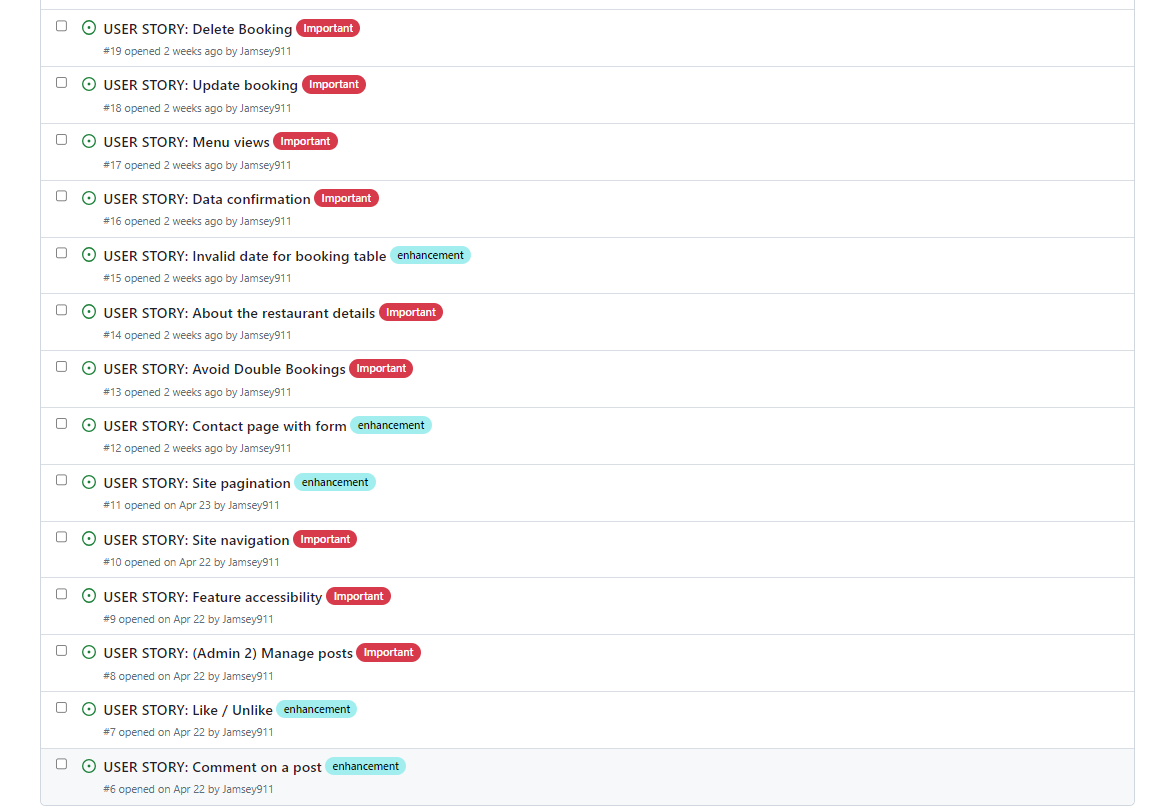 USER STORY: Delete Booking Important
#19 opened 2 weeks ago by Jamsey911
USER STORY: Update booking Important
#18 opened 2 weeks ago by Jamsey911
USER STORY: Menu views Important
#17 opened 2 weeks ago by Jamsey911
USER STORY: Data confirmation Important
#16 opened 2 weeks ago by Jamsey911
USER STORY: Invalid date for booking table enhancement
#15 opened 2 weeks ago by Jamsey911
USER STORY: About the restaurant details Important
#14 opened 2 weeks ago by Jamsey911
USER STORY: Avoid Double Bookings Important
#13 opened 2 weeks ago by Jamsey911
USER STORY: Contact page with form enhancement
#12 opened 2 weeks ago by Jamsey911
USER STORY: Site pagination enhancement
#11 opened on Apr 23 by Jamsey911
USER STORY: Site navigation Important
#10 opened on Apr 22 by Jamsey911
USER STORY: Feature accessibility Important
#9 opened on Apr 22 by Jamsey911
USER STORY: (Admin 2) Manage posts Important
#8 opened on Apr 22 by Jamsey911
USER STORY: Like / Unlike enhancement
#7 opened on Apr 22 by Jamsey911
USER STORY: Comment on a post enhancement
#6 opened on Apr 22 by Jamsey911